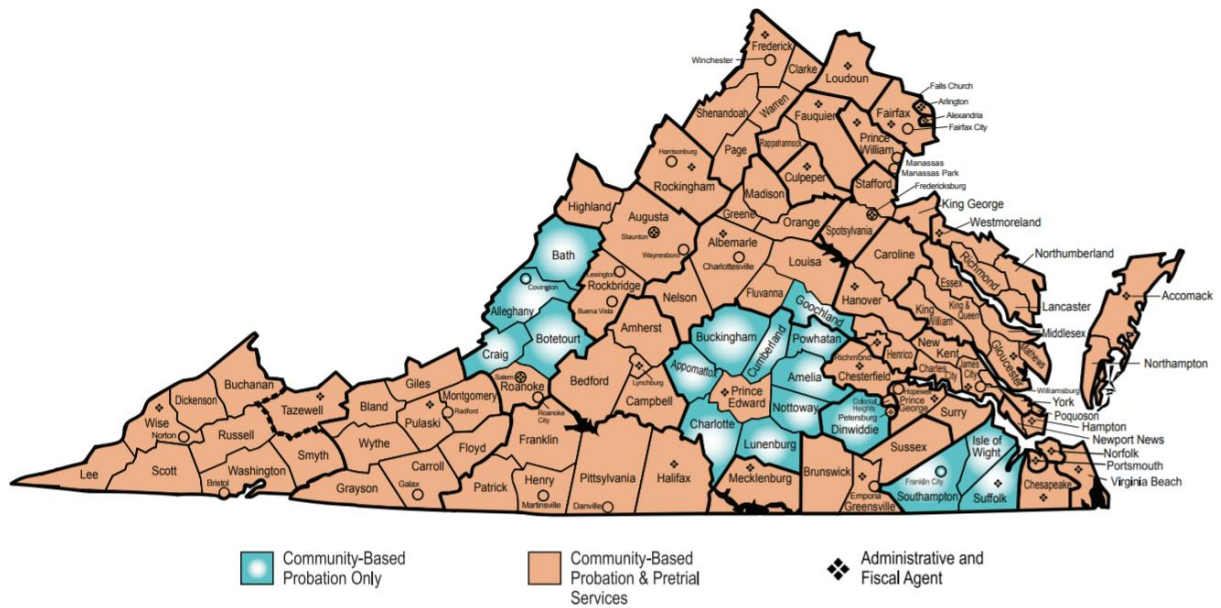 Frederick
Winchester
Clarke
Loudoun
Falls Church
Arlington
Alexandria
Fairfax
Fairfax City
Shenandoah
Warren
Fauquier
Prince
William
Harrisonburg
Page
Rappahannock
Manassas
Manassas Park
Rockingham
Culpeper
Stafford
Fredericksburg
Madison
Highland
Greene
Orange
Spotsylvania
King George
Westmoreland
Augusta
Staunton
Waynesboro
Albemarle
Charlottesville
Louisa
Caroline
Richmond
Northumberland
Bath
Lexington
Rockbridge
Buena Vista
Nelson
Fluvanna
Goochland
Hanover
Essex
King &
Queen
King
William
Lancaster
Accomack
Covington
Alleghany
Amherst
Buckingham
Cumberland
Powhatan
Henrico
New
Kent
Middlesex
Mathews
Gloucester
Craig
Botetourt
Appomattox
Amelia
Richmond
Chesterfield
Charles
City
James
City
Northampton
Williamsburg
Salem
Roanoke
Roanoke
City
Bedford
Lynchburg
Campbell
Prince
Edward
Nottoway
Colonial
Heights
Petersburg
Dinwiddie
Hopewell
Prince
George
Surry
York
Poquoson
Hampton
Newport News
Norfolk
Portsmouth
Virginia Beach
Buchanan
Dickenson
Wise
Norton
Tazewell
Giles
Bland
Montgomery
Radford
Pulaski
Russell
Smyth
Wythe
Floyd
Franklin
Charlotte
Lunenburg
Sussex
Isle of
Wight
Lee
Scott
Washington
Bristol
Grayson
Carroll
Galax
Patrick
Henry
Martinsville
Pittsylvania
Danville
Halifax
Mecklenburg
Brunswick
Emporia
Greensville
Franklin City
Southampton
Suffolk
Chesapeake
Community-Based
Probation Only
Community-Based
Probation & Pretrial
Services
Administrative and
Fiscal Agent